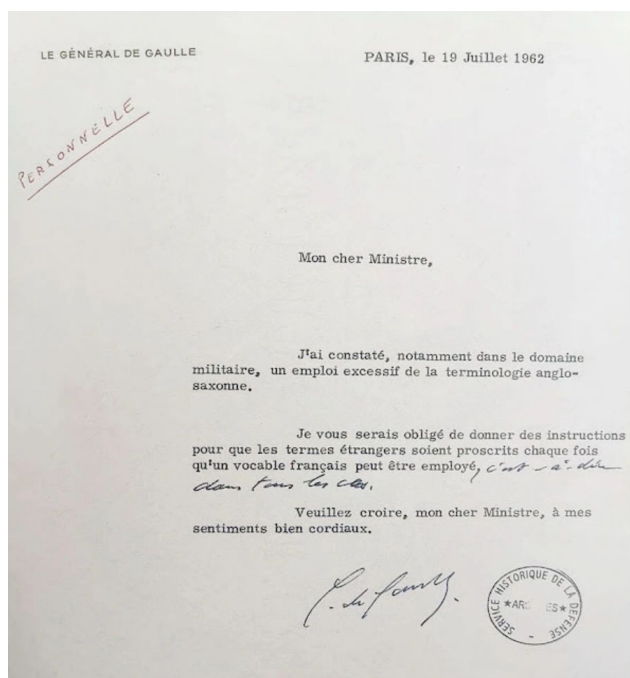 LE GÉNÉRAL DE GAULLE
PARIS, le 19 Juillet 1962
PERSONNELLE
Mon cher Ministre,
J'ai constaté, notamment dans le domaine
militaire, un emploi excessif de la terminologie anglo-
saxonne.
Je vous serais obligé de donner des instructions
pour que les termes étrangers soient proscrits chaque fois
qu'un vocable français peut être employé, c'est-à-dire
dans tous les cas.
Veuillez croire, mon cher Ministre, à mes
sentiments bien cordiaux.
C. de Gaulle.
SERVICE HISTORIQUE DE LA DÉFENSE